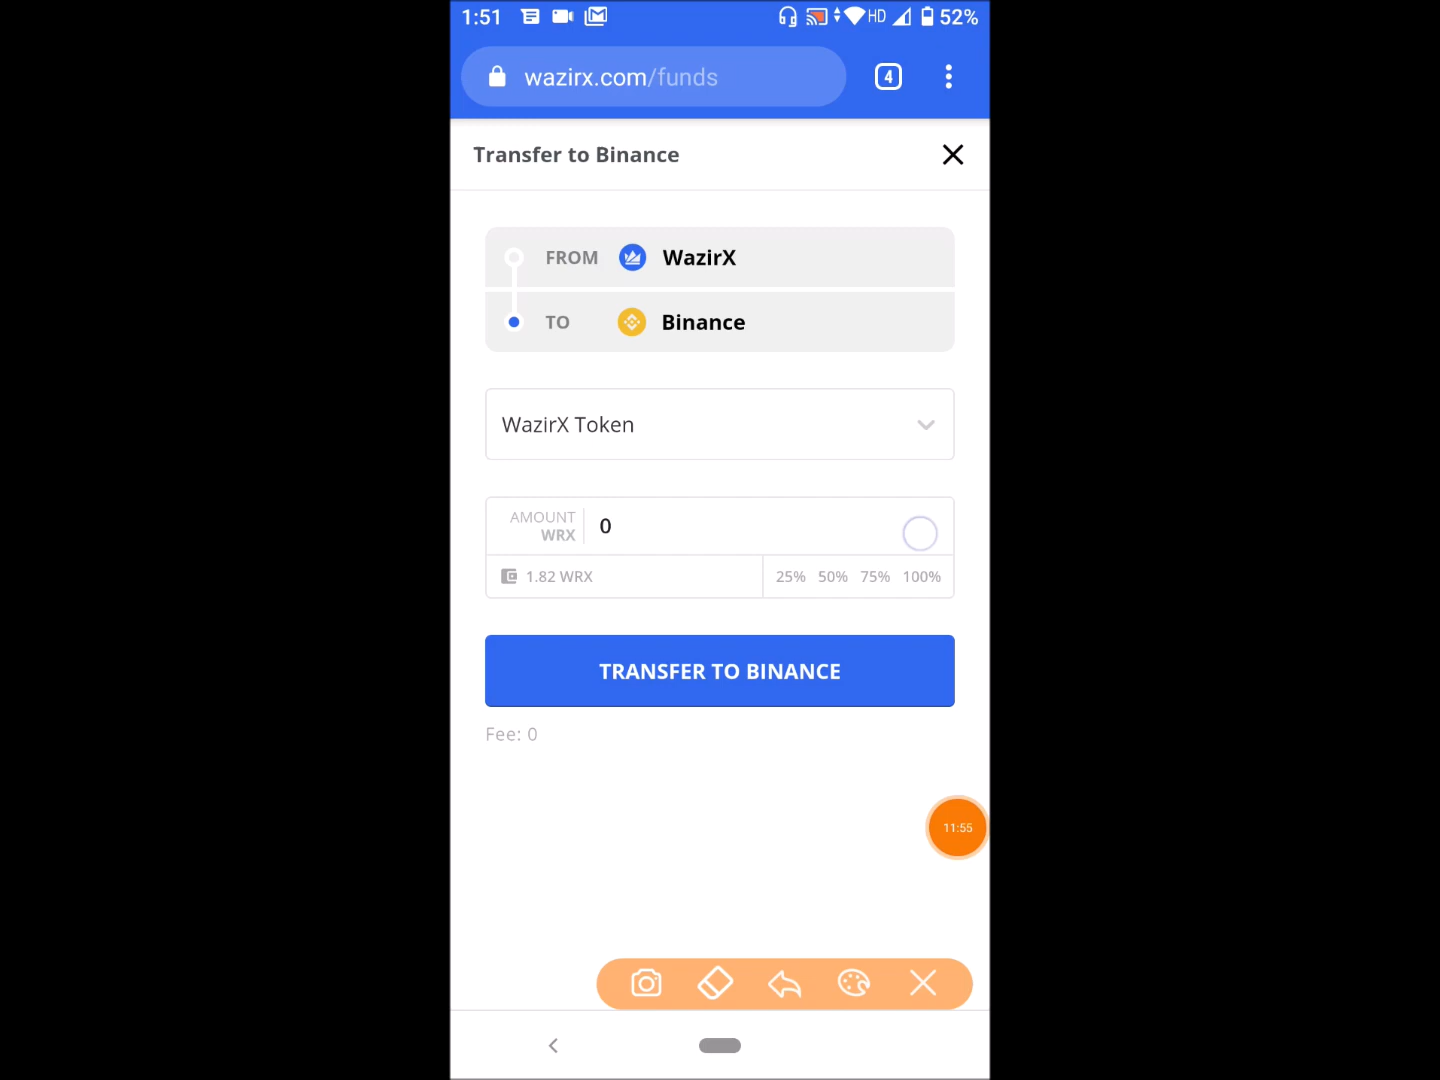 1:51 HD 52%
wazirx.com/funds 4
Transfer to Binance
FROM WazirX
TO Binance
WazirX Token
AMOUNT
WRX 0
1.82 WRX 25% 50% 75% 100%
TRANSFER TO BINANCE
Fee: 0
11:55